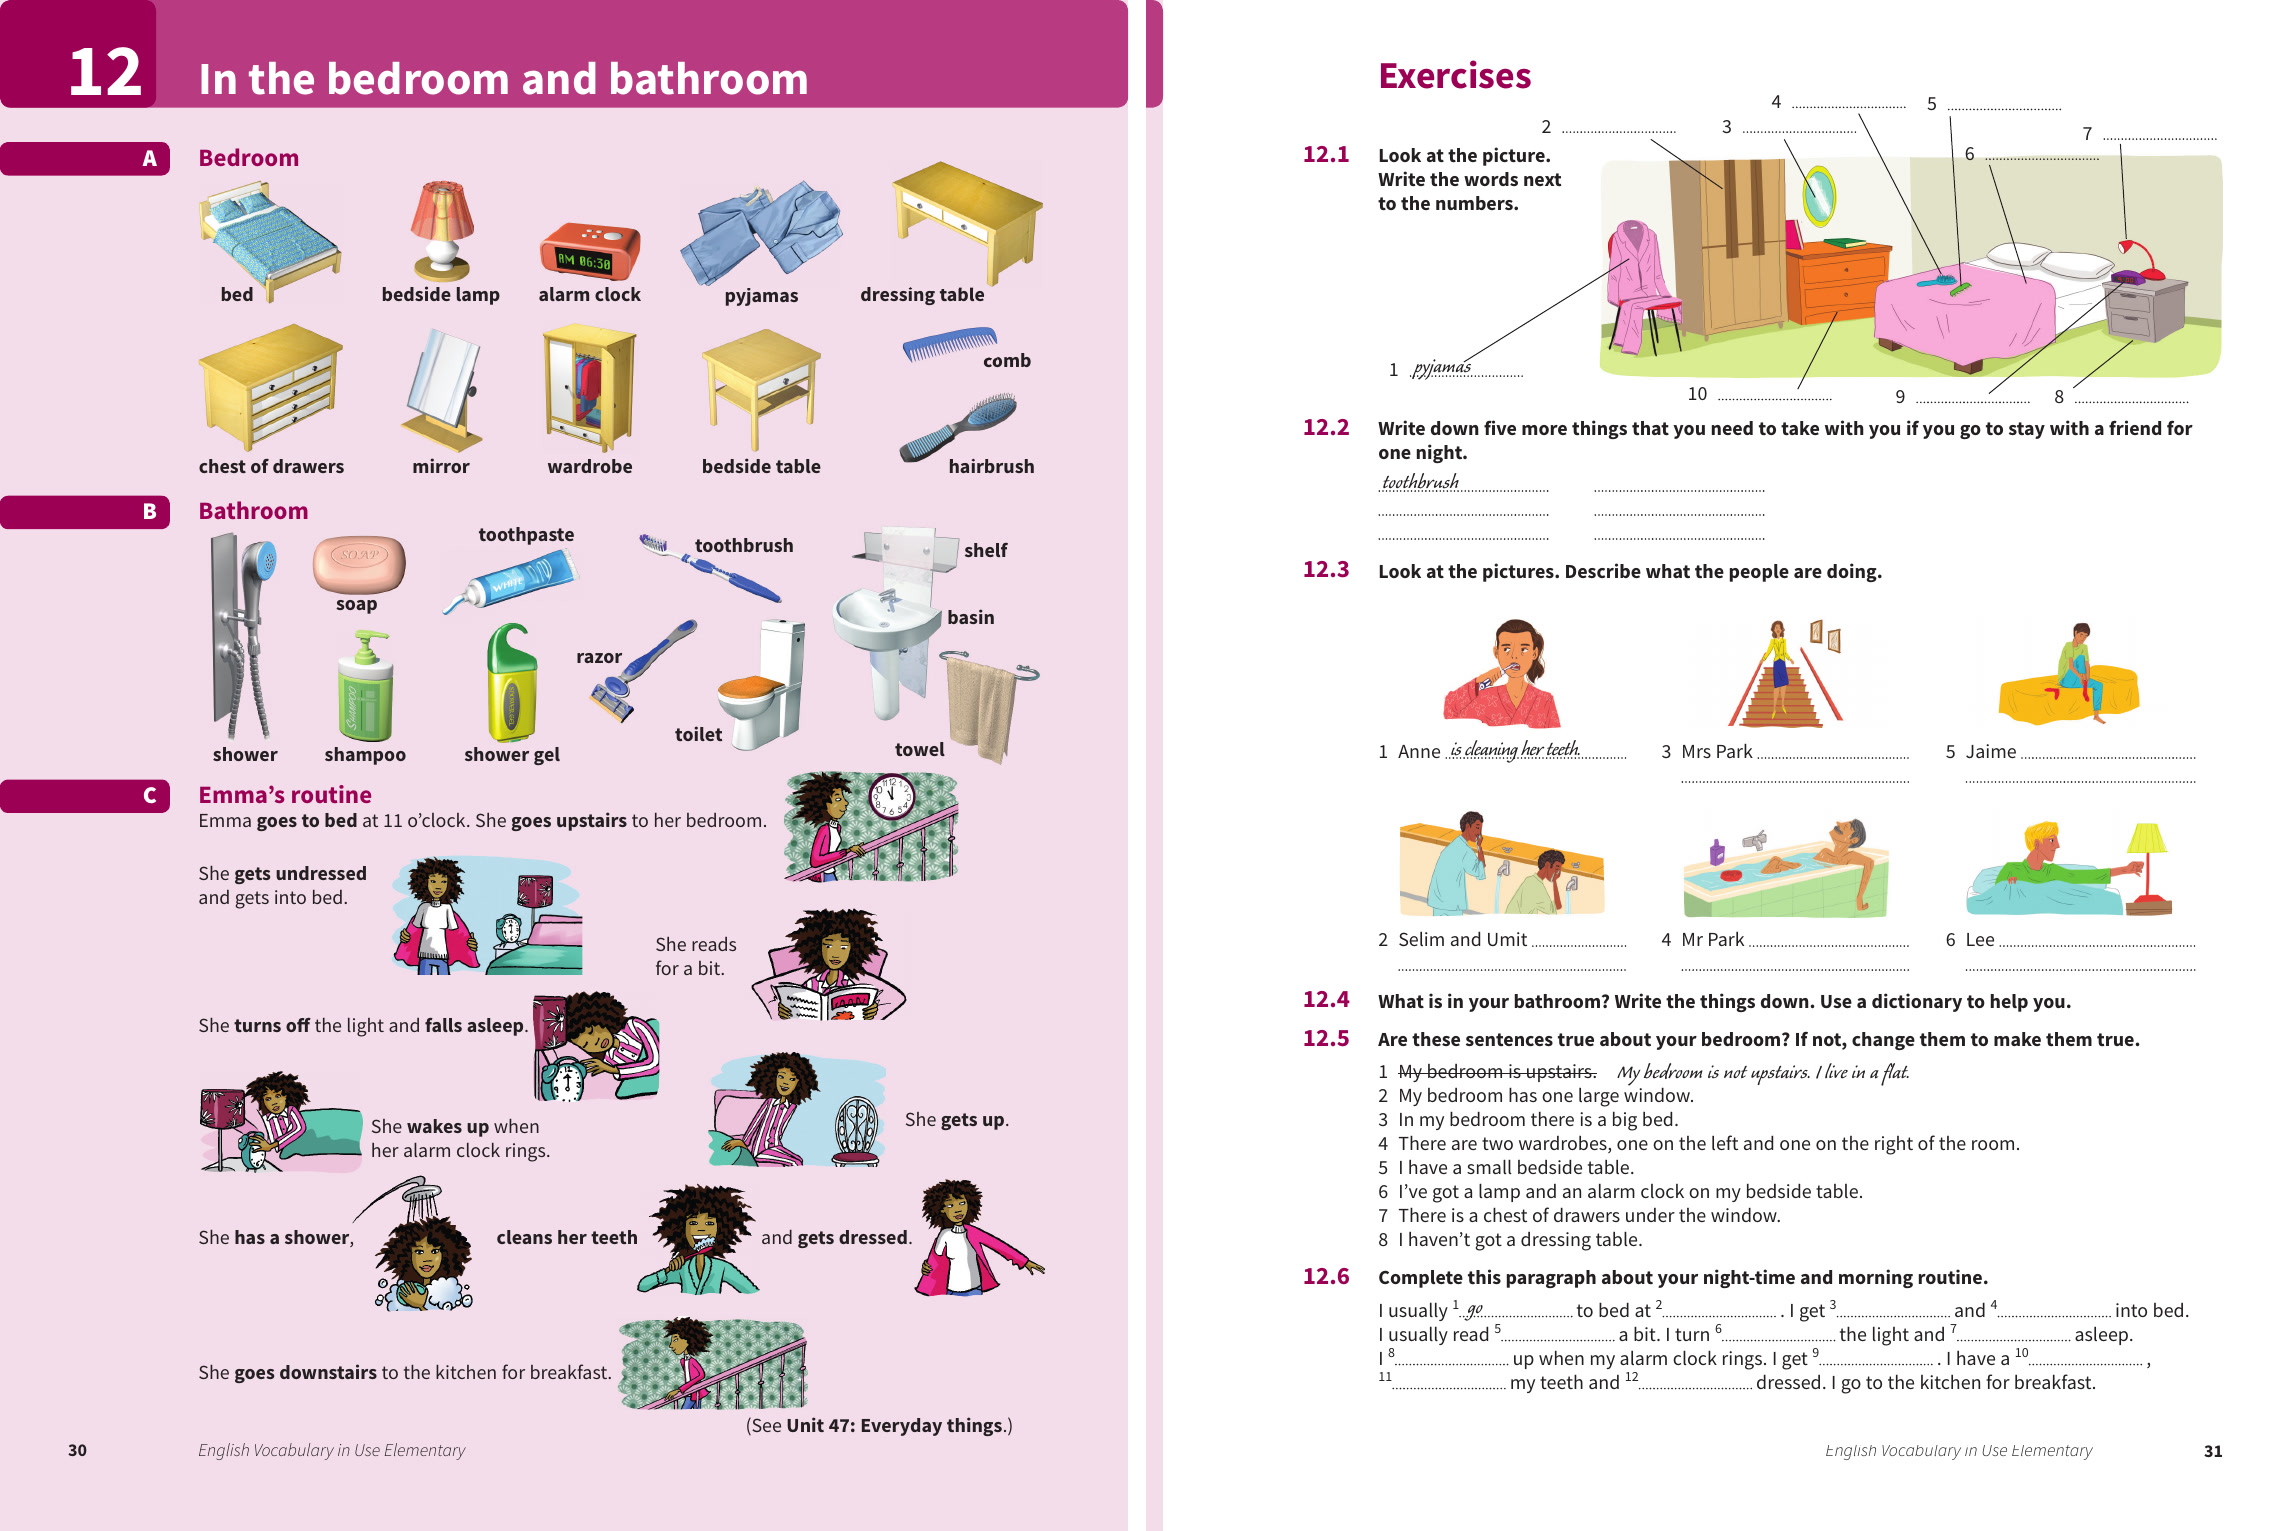 12
In the bedroom and bathroom
A
Bedroom
AM 06:30
bed
bedside lamp
alarm clock
pyjamas
dressing table
comb
chest of drawers
mirror
wardrobe
bedside table
hairbrush
B
Bathroom
toothpaste
toothbrush
shelf
SOAP
WHITE
soap
basin
razor
SHAMPOO
SHOWER GEL
toilet
towel
shower
shampoo
shower gel
C
Emma's routine
Emma goes to bed at 11 o'clock. She goes upstairs to her bedroom.
She gets undressed
and gets into bed.
She reads
for a bit.
She turns off the light and falls asleep.
She wakes up when
her alarm clock rings.
She gets up.
She has a shower,
cleans her teeth
and gets dressed.
She goes downstairs to the kitchen for breakfast.
(See Unit 47: Everyday things.)
30
English Vocabulary in Use Elementary
Exercises
12.1
Look at the picture.
Write the words next
to the numbers.
2
3
4
5
6
7
1 pyjamas
10
9
8
12.2
Write down five more things that you need to take with you if you go to stay with a friend for
one night.
toothbrush
12.3
Look at the pictures. Describe what the people are doing.
1 Anne is cleaning her teeth.
3 Mrs Park
5 Jaime
2 Selim and Umit
4 Mr Park
6 Lee
12.4
What is in your bathroom? Write the things down. Use a dictionary to help you.
12.5
Are these sentences true about your bedroom? If not, change them to make them true.
1 My bedroom is upstairs. My bedroom is not upstairs. I live in a flat.
2 My bedroom has one large window.
3 In my bedroom there is a big bed.
4 There are two wardrobes, one on the left and one on the right of the room.
5 I have a small bedside table.
6 I've got a lamp and an alarm clock on my bedside table.
7 There is a chest of drawers under the window.
8 I haven't got a dressing table.
12.6
Complete this paragraph about your night-time and morning routine.
I usually 1 go to bed at 2 . I get 3 and 4 into bed.
I usually read 5 a bit. I turn 6 the light and 7 asleep.
I 8 up when my alarm clock rings. I get 9 . I have a 10 ,
11 my teeth and 12 dressed. I go to the kitchen for breakfast.
English Vocabulary in Use Elementary
31